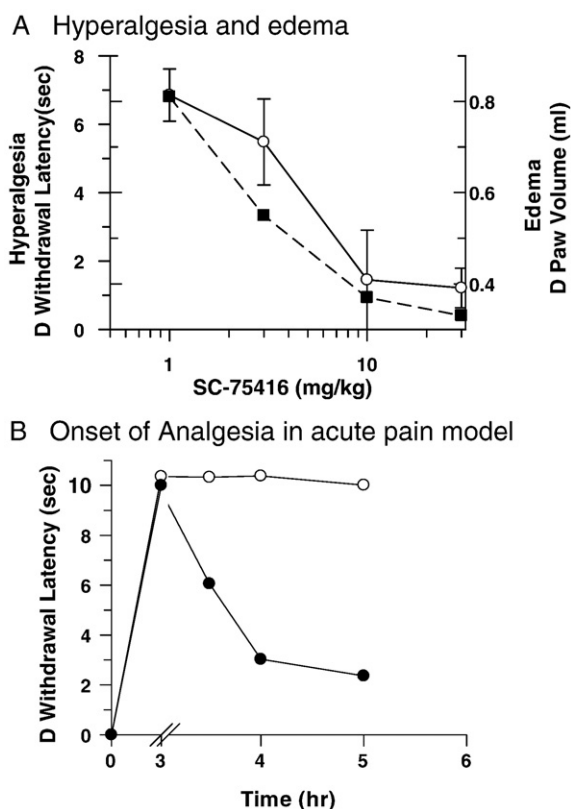 A Hyperalgesia and edema
8
6
4
2
0
Hyperalgesia
D Withdrawal Latency(sec)
0.8
0.6
0.4
Edema
D Paw Volume (ml)
1
10
SC-75416 (mg/kg)
B Onset of Analgesia in acute pain model
10
8
6
4
2
0
D Withdrawal Latency (sec)
0 3 4 5 6
Time (hr)